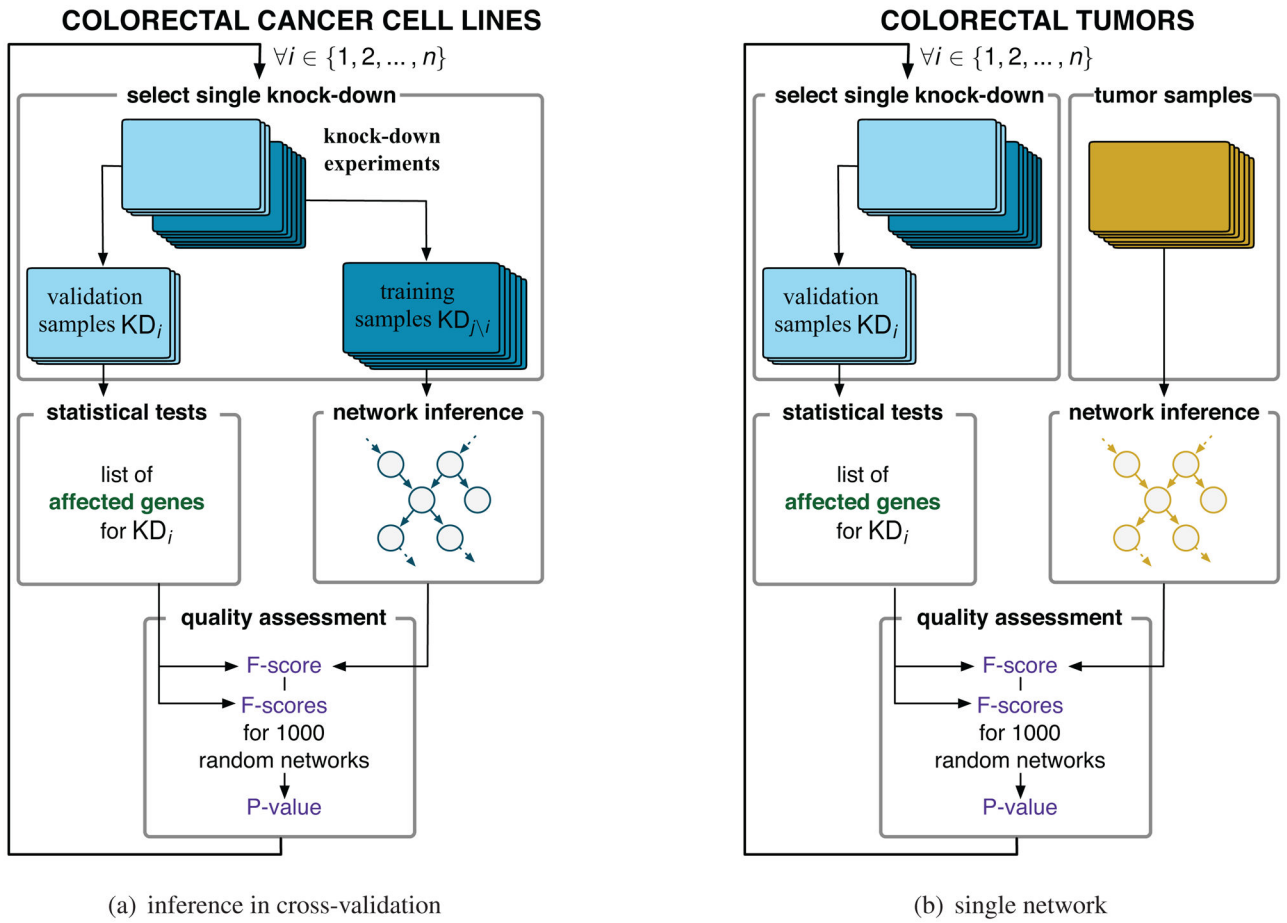 COLORECTAL CANCER CELL LINES
∀i ∈ {1, 2, ... , n}
select single knock-down
knock-down
experiments
validation
samples KD_i
training
samples KD_{j\i}
statistical tests
list of
affected genes
for KD_i
network inference
quality assessment
F-score
F-scores
for 1000
random networks
P-value
(a) inference in cross-validation
COLORECTAL TUMORS
∀i ∈ {1, 2, ... , n}
select single knock-down
tumor samples
validation
samples KD_i
statistical tests
list of
affected genes
for KD_i
network inference
quality assessment
F-score
F-scores
for 1000
random networks
P-value
(b) single network